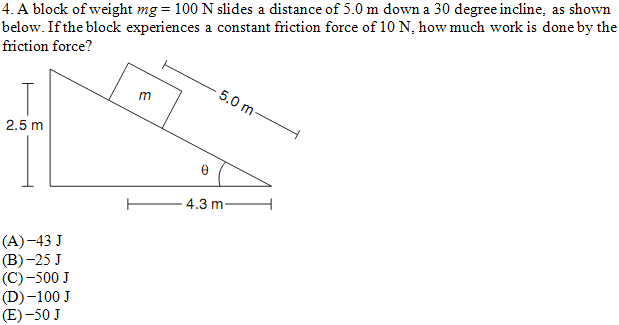 4. A block of weight mg = 100 N slides a distance of 5.0 m down a 30 degree incline, as shown
below. If the block experiences a constant friction force of 10 N, how much work is done by the
friction force?
m
5.0 m
2.5 m
θ
4.3 m
(A) −43 J
(B) −25 J
(C) −500 J
(D) −100 J
(E) −50 J